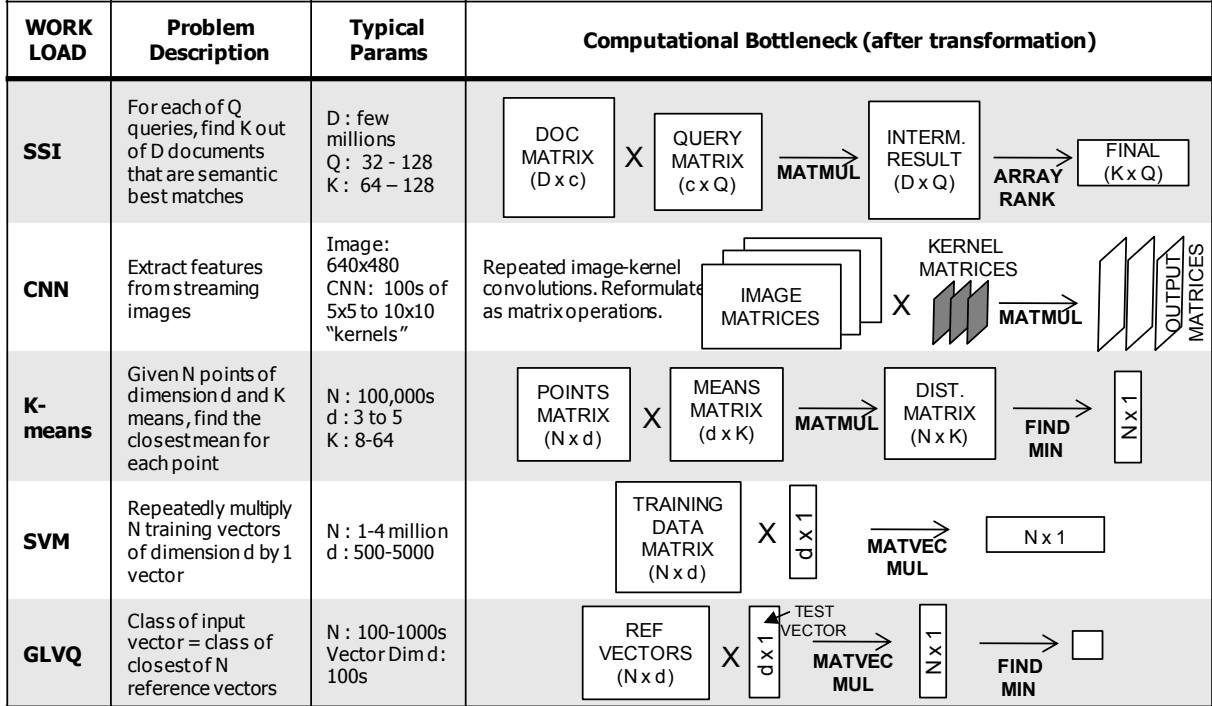 WORK
LOAD
Problem
Description
Typical
Params
Computational Bottleneck (after transformation)
SSI
For each of Q
queries, find K out
of D documents
that are semantic
best matches
D : few
millions
Q : 32 - 128
K : 64 – 128
DOC
MATRIX
(D x c)
X
QUERY
MATRIX
(c x Q)
MATMUL
INTERM.
RESULT
(D x Q)
ARRAY
RANK
FINAL
(K x Q)
CNN
Extract features
from streaming
images
Image:
640x480
CNN: 100s of
5x5 to 10x10
“kernels”
Repeated image-kernel
convolutions. Reformulate
as matrix operations.
IMAGE
MATRICES
X
KERNEL
MATRICES
MATMUL
OUTPUT
MATRICES
K-
means
Given N points of
dimension d and K
means, find the
closest mean for
each point
N : 100,000s
d : 3 to 5
K : 8-64
POINTS
MATRIX
(N x d)
X
MEANS
MATRIX
(d x K)
MATMUL
DIST.
MATRIX
(N x K)
FIND
MIN
N x 1
SVM
Repeatedly multiply
N training vectors
of dimension d by 1
vector
N : 1-4 million
d : 500-5000
TRAINING
DATA
MATRIX
(N x d)
X
d x 1
MATVEC
MUL
N x 1
GLVQ
Class of input
vector = class of
closest of N
reference vectors
N : 100-1000s
Vector Dim d :
100s
REF
VECTORS
(N x d)
X
d x 1
TEST
VECTOR
MATVEC
MUL
N x 1
FIND
MIN